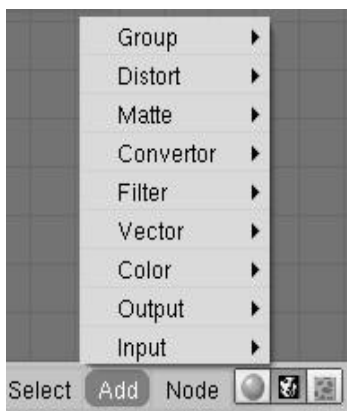 Group
Distort
Matte
Convertor
Filter
Vector
Color
Output
Input
Select Add Node